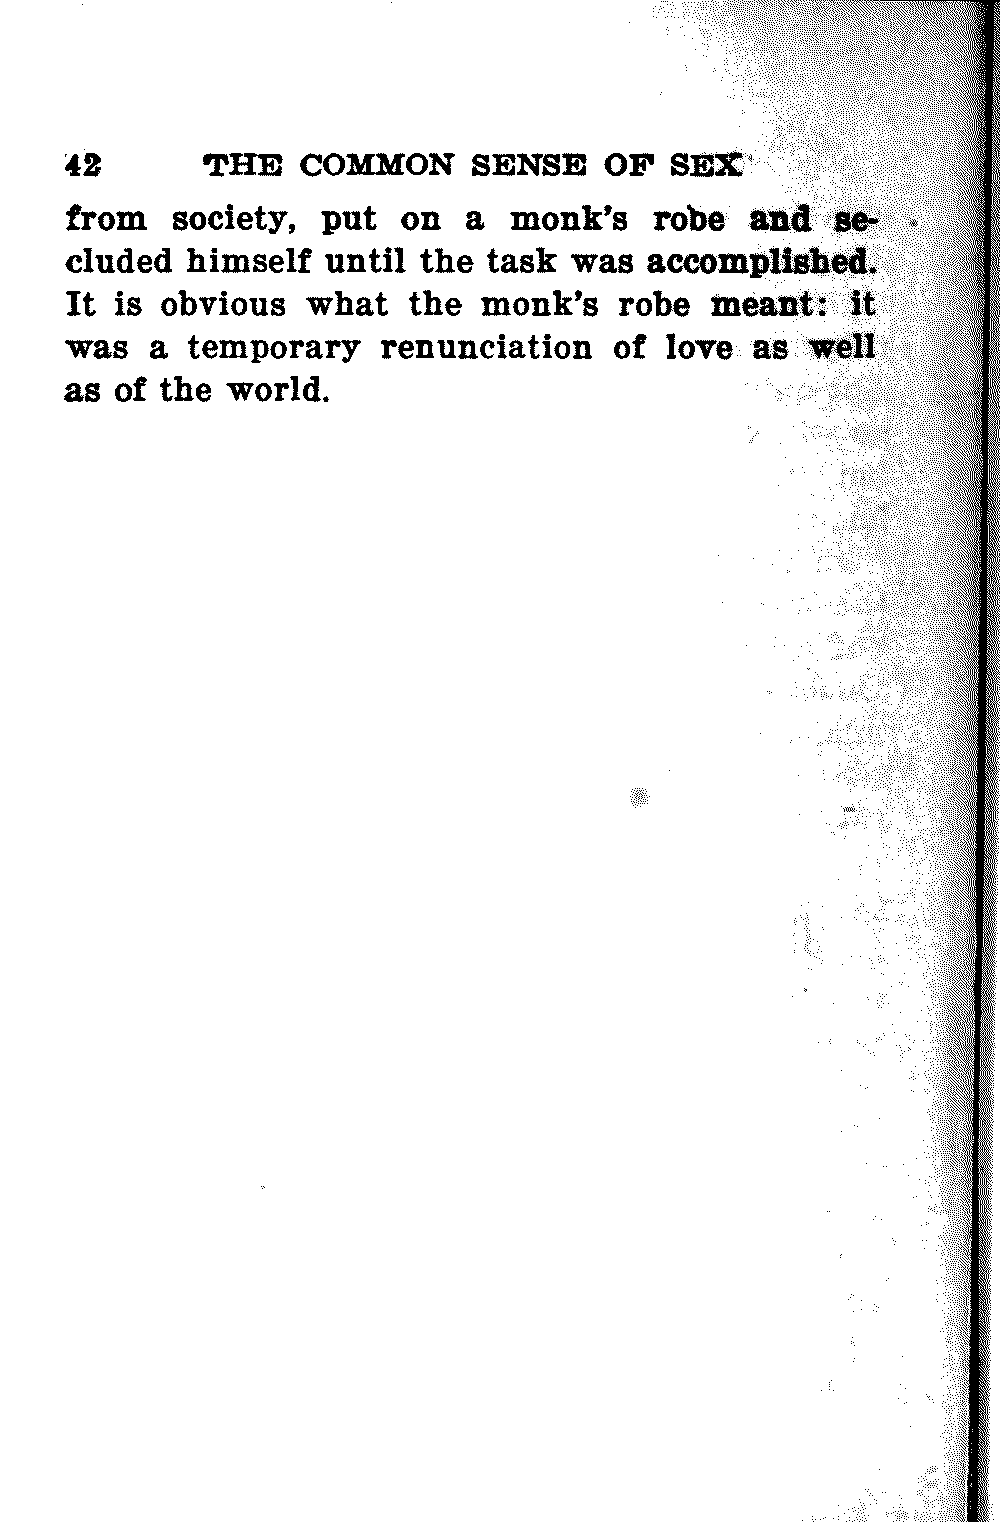 42 THE COMMON SENSE OF SEX
from society, put on a monk's robe and se-
cluded himself until the task was accomplished.
It is obvious what the monk's robe meant: it
was a temporary renunciation of love as well
as of the world.